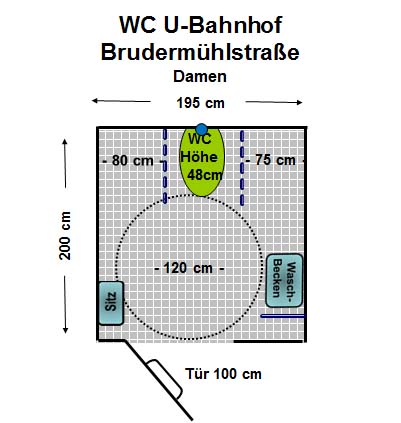 WC U-Bahnhof
Brudermühlstraße
Damen
195 cm
WC
Höhe
48cm
- 80 cm -
- 75 cm -
200 cm
- 120 cm -
Wasch-
Becken
Sitz
Tür 100 cm